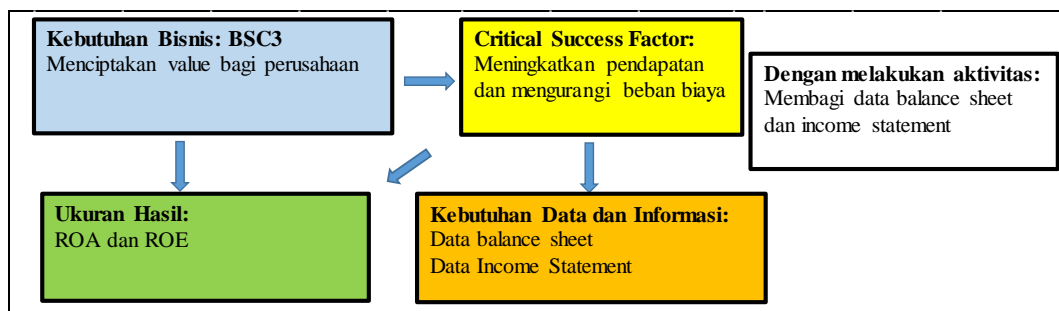 Kebutuhan Bisnis: BSC3
Menciptakan value bagi perusahaan
Critical Success Factor:
Meningkatkan pendapatan
dan mengurangi beban biaya
Dengan melakukan aktivitas:
Membagi data balance sheet
dan income statement
Ukuran Hasil:
ROA dan ROE
Kebutuhan Data dan Informasi:
Data balance sheet
Data Income Statement